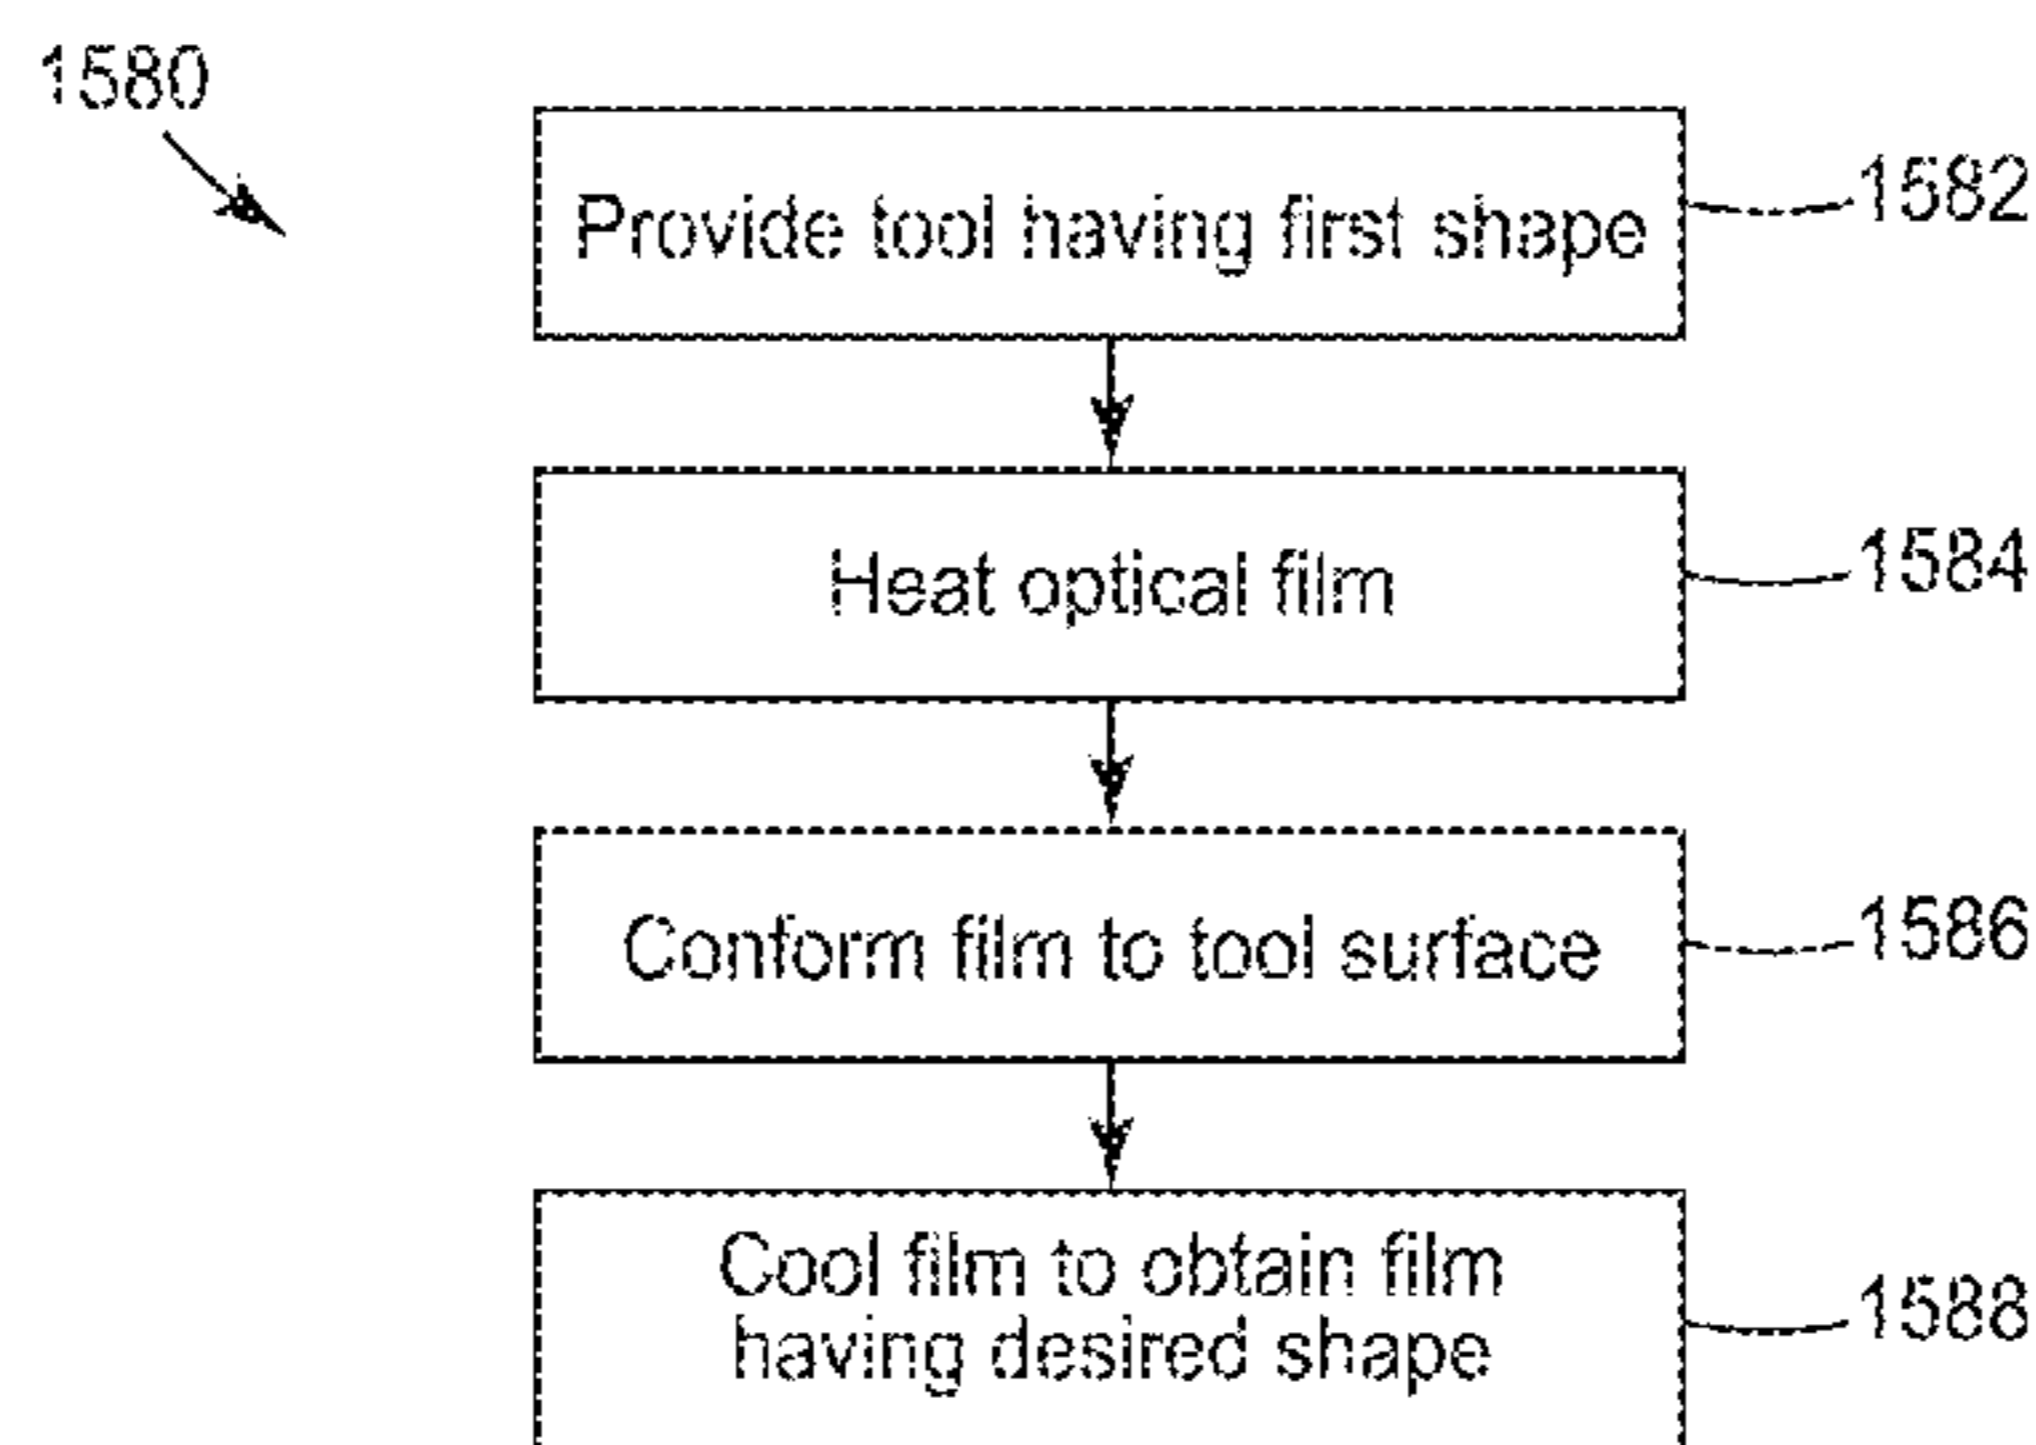 1580
Provide tool having first shape
1582
Heat optical film
1584
Conform film to tool surface
1586
Cool film to obtain film
having desired shape
1588